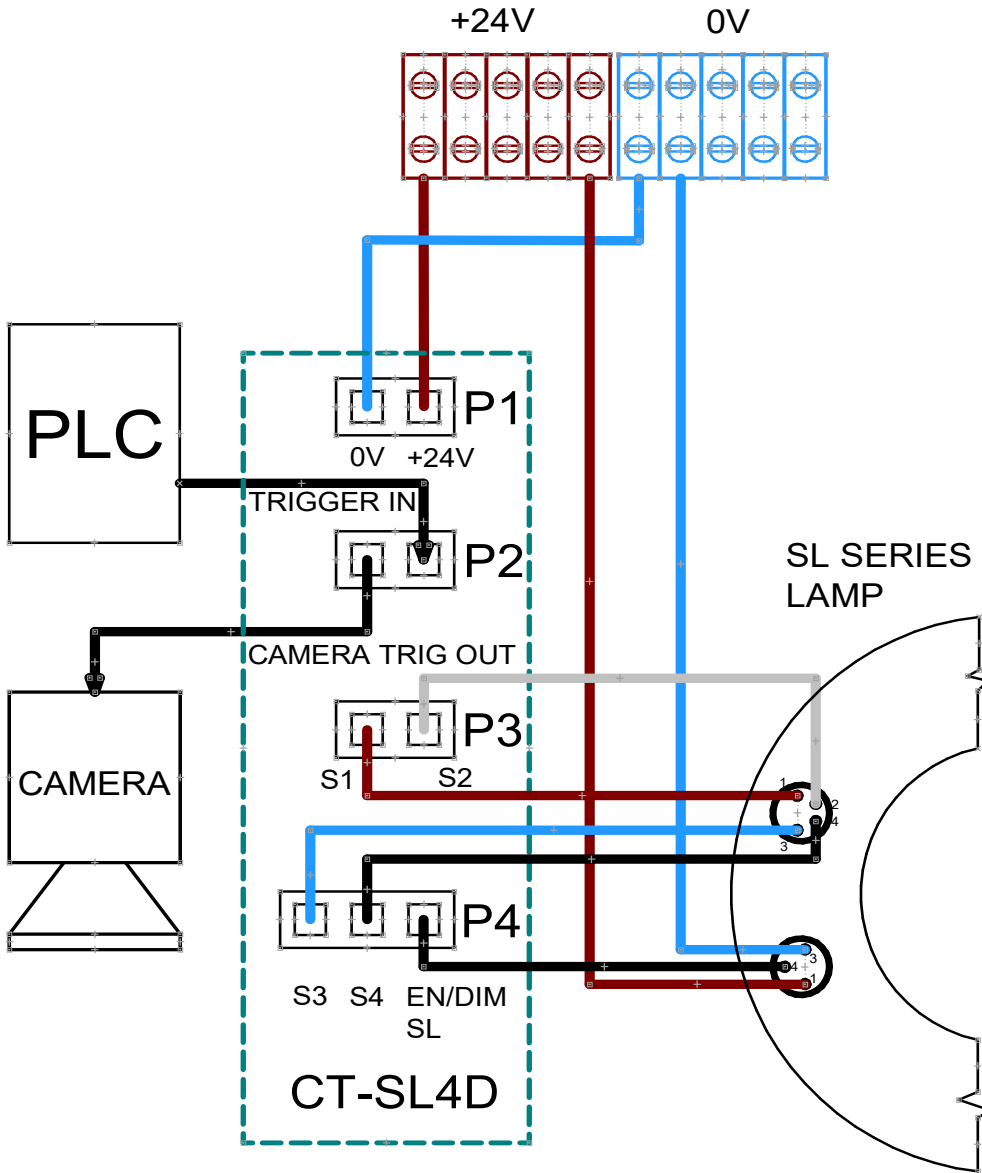 +24V
0V
PLC
P1
0V
+24V
TRIGGER IN
P2
SL SERIES
LAMP
CAMERA TRIG OUT
P3
S1
S2
CAMERA
1
2
4
3
P4
3
4
1
S3
S4
EN/DIM
SL
CT-SL4D